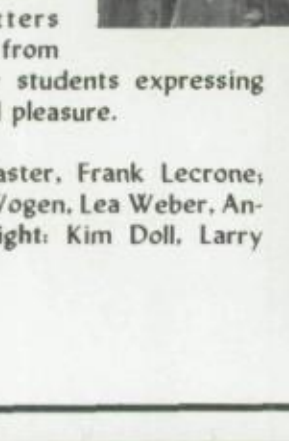 tters
from
students expressing
pleasure.
aster, Frank Lecrone;
Vogen, Lea Weber, An-
ight: Kim Doll, Larry